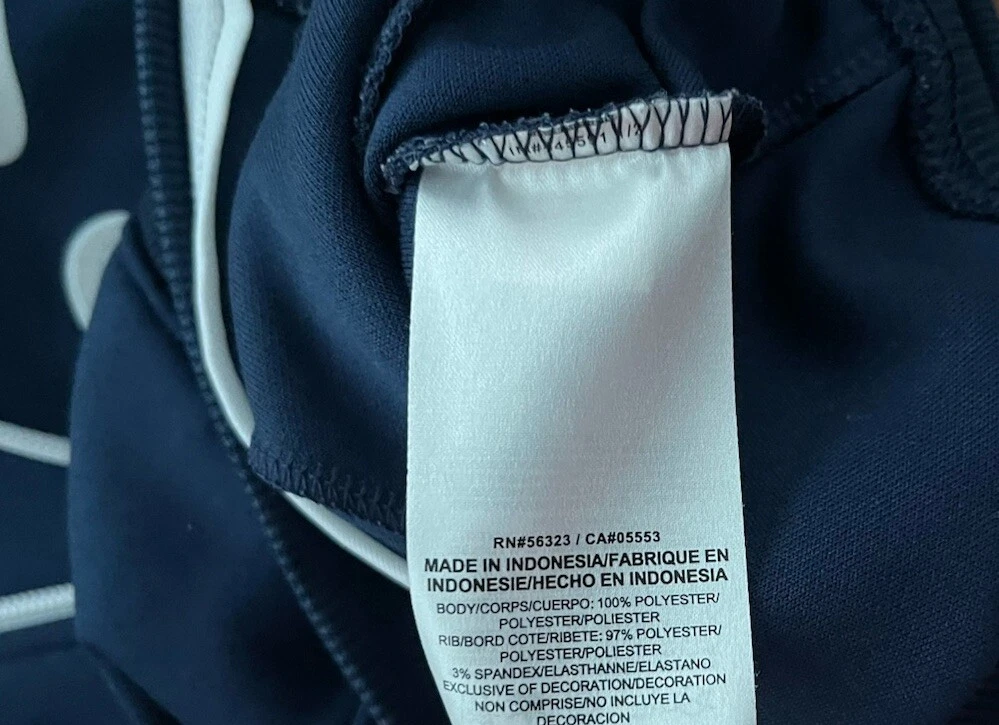 RN#56323 / CA#05553
MADE IN INDONESIA/FABRIQUE EN
INDONESIE/HECHO EN INDONESIA
BODY/CORPS/CUERPO: 100% POLYESTER/
POLYESTER/POLIESTER
RIB/BORD COTE/RIBETE: 97% POLYESTER/
POLYESTER/POLIESTER
3% SPANDEX/ELASTHANNE/ELASTANO
EXCLUSIVE OF DECORATION/DECORATION
NON COMPRISE/NO INCLUYE LA
DECORACION